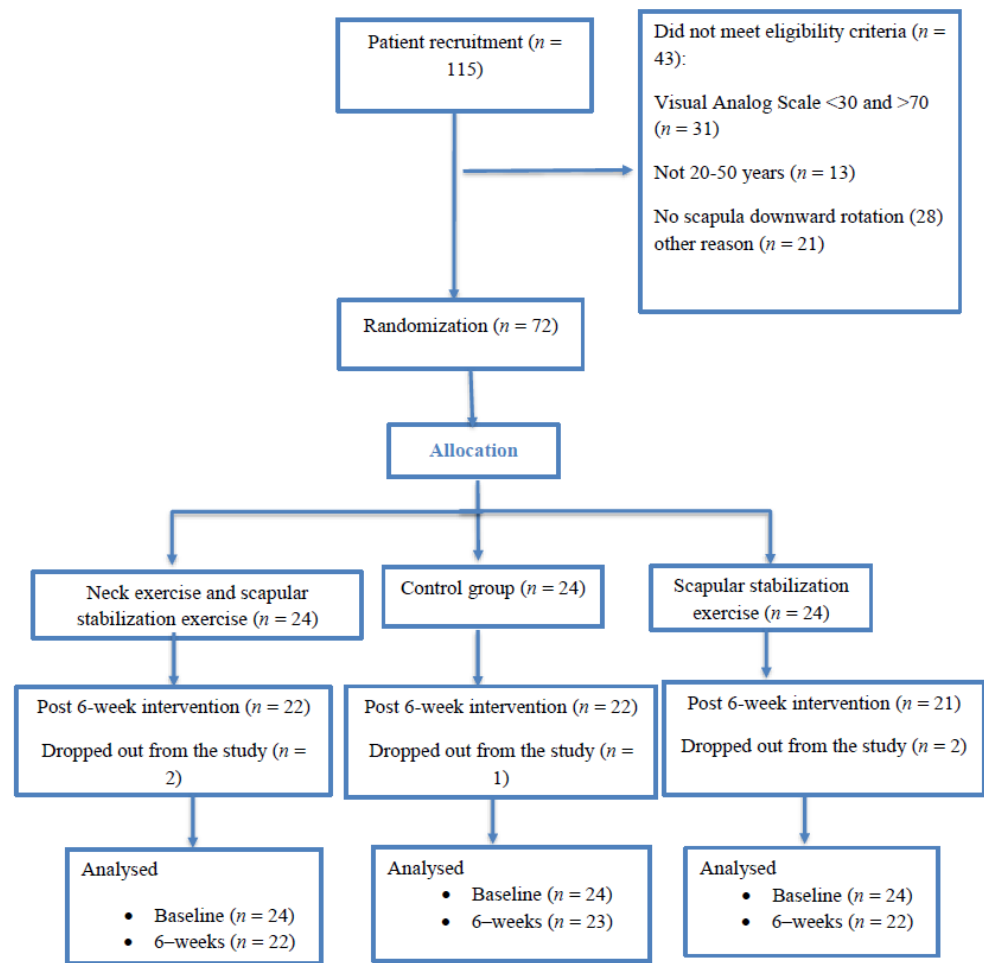 Patient recruitment (n =
115)
Did not meet eligibility criteria (n =
43):
Visual Analog Scale <30 and >70
(n = 31)
Not 20-50 years (n = 13)
No scapula downward rotation (28)
other reason (n = 21)
Randomization (n = 72)
Allocation
Neck exercise and scapular
stabilization exercise (n = 24)
Control group (n = 24)
Scapular stabilization
exercise (n = 24)
Post 6-week intervention (n = 22)
Dropped out from the study (n =
2)
Post 6-week intervention (n = 22)
Dropped out from the study (n =
1)
Post 6-week intervention (n = 21)
Dropped out from the study (n = 2)
Analysed
• Baseline (n = 24)
• 6-weeks (n = 22)
Analysed
• Baseline (n = 24)
• 6–weeks (n = 23)
Analysed
• Baseline (n = 24)
• 6–weeks (n = 22)